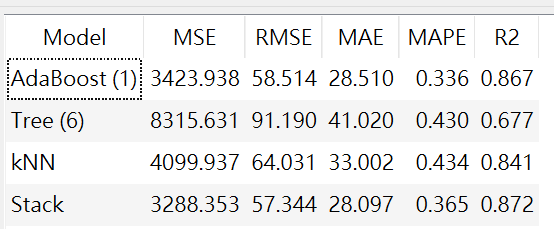 Model MSE RMSE MAE MAPE R2
AdaBoost (1) 3423.938 58.514 28.510 0.336 0.867
Tree (6) 8315.631 91.190 41.020 0.430 0.677
kNN 4099.937 64.031 33.002 0.434 0.841
Stack 3288.353 57.344 28.097 0.365 0.872